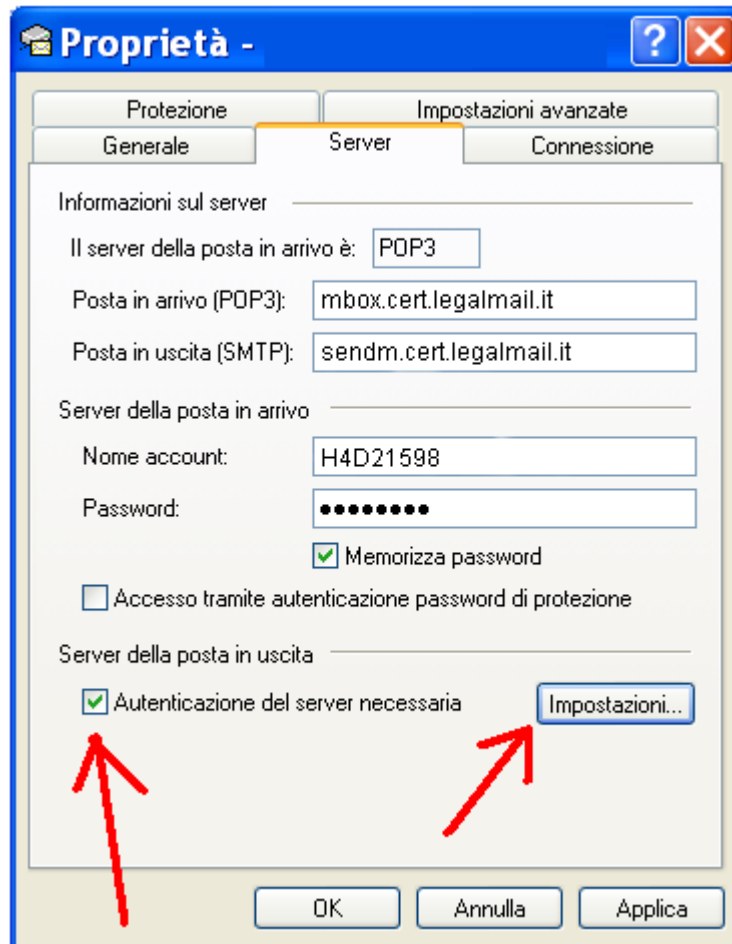 Proprietà -
?
Protezione Impostazioni avanzate
Generale Server Connessione
Informazioni sul server
Il server della posta in arrivo è: POP3
Posta in arrivo (POP3): mbox.cert.legalmail.it
Posta in uscita (SMTP): sendm.cert.legalmail.it
Server della posta in arrivo
Nome account: H4D21598
Password: ●●●●●●●●
Memorizza password
Accesso tramite autenticazione password di protezione
Server della posta in uscita
Autenticazione del server necessaria Impostazioni...
OK Annulla Applica